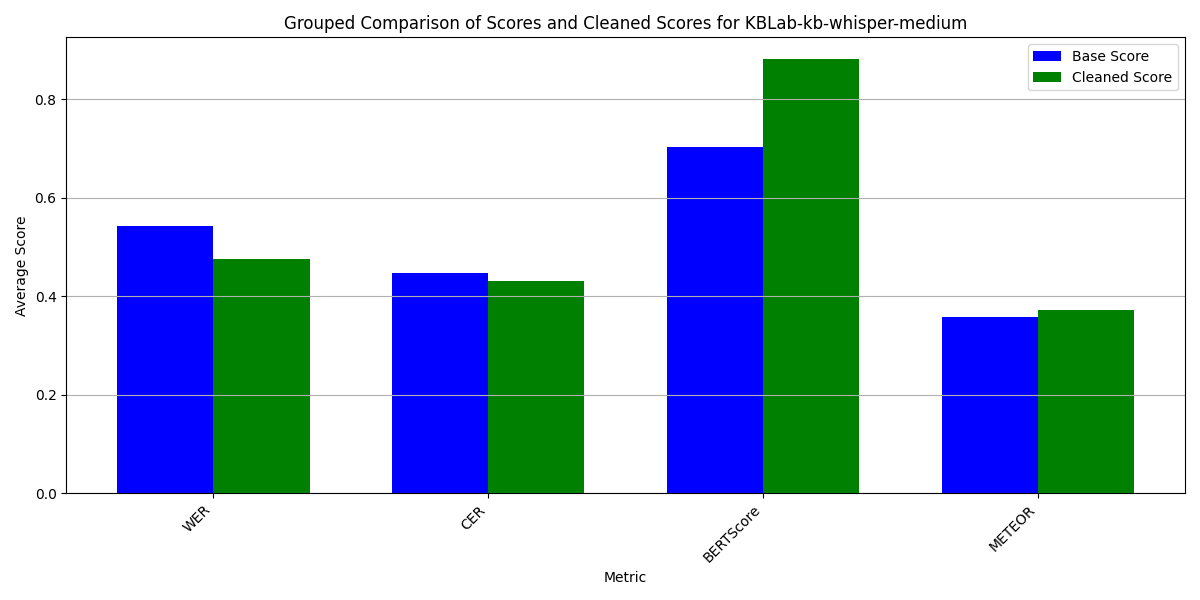 Grouped Comparison of Scores and Cleaned Scores for KBLab-kb-whisper-medium
Base Score
Cleaned Score
Average Score
0.8
0.6
0.4
0.2
0.0
WER
CER
BERTScore
METEOR
Metric